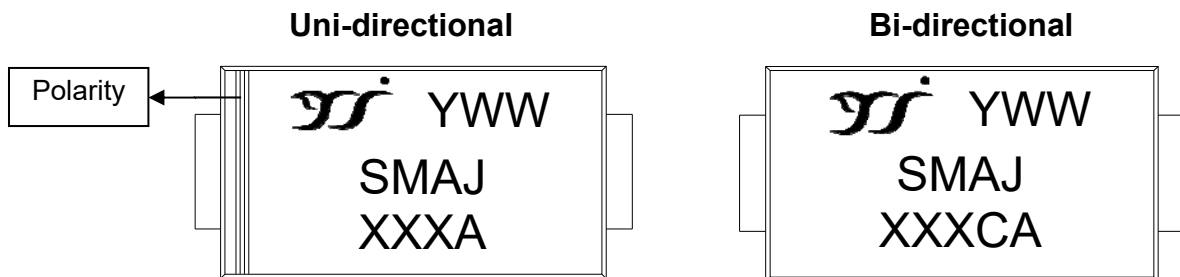 Uni-directional
Bi-directional
Polarity
YWW
SMAJ
XXXA
YWW
SMAJ
XXXCA